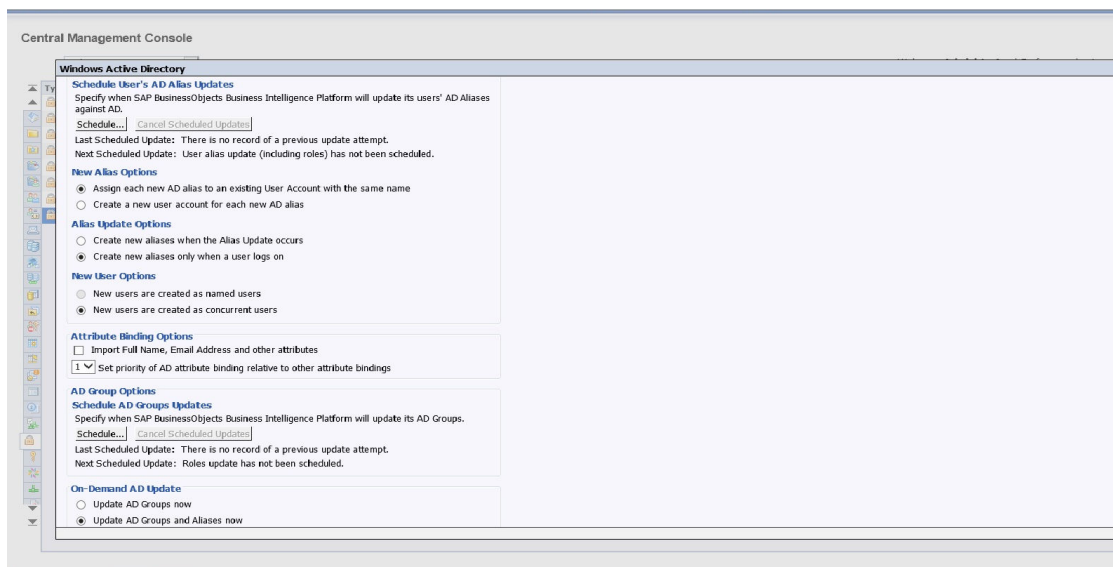 Central Management Console
Windows Active Directory
Ty
Schedule User's AD Alias Updates
Specify when SAP BusinessObjects Business Intelligence Platform will update its users' AD Aliases
against AD.
Schedule... Cancel Scheduled Updates
Last Scheduled Update: There is no record of a previous update attempt.
Next Scheduled Update: User alias update (including roles) has not been scheduled.
New Alias Options
Assign each new AD alias to an existing User Account with the same name
Create a new user account for each new AD alias
Alias Update Options
Create new aliases when the Alias Update occurs
Create new aliases only when a user logs on
New User Options
New users are created as named users
New users are created as concurrent users
Attribute Binding Options
Import Full Name, Email Address and other attributes
1 Set priority of AD attribute binding relative to other attribute bindings
AD Group Options
Schedule AD Groups Updates
Specify when SAP BusinessObjects Business Intelligence Platform will update its AD Groups.
Schedule... Cancel Scheduled Updates
Last Scheduled Update: There is no record of a previous update attempt.
Next Scheduled Update: Roles update has not been scheduled.
On-Demand AD Update
Update AD Groups now
Update AD Groups and Aliases now